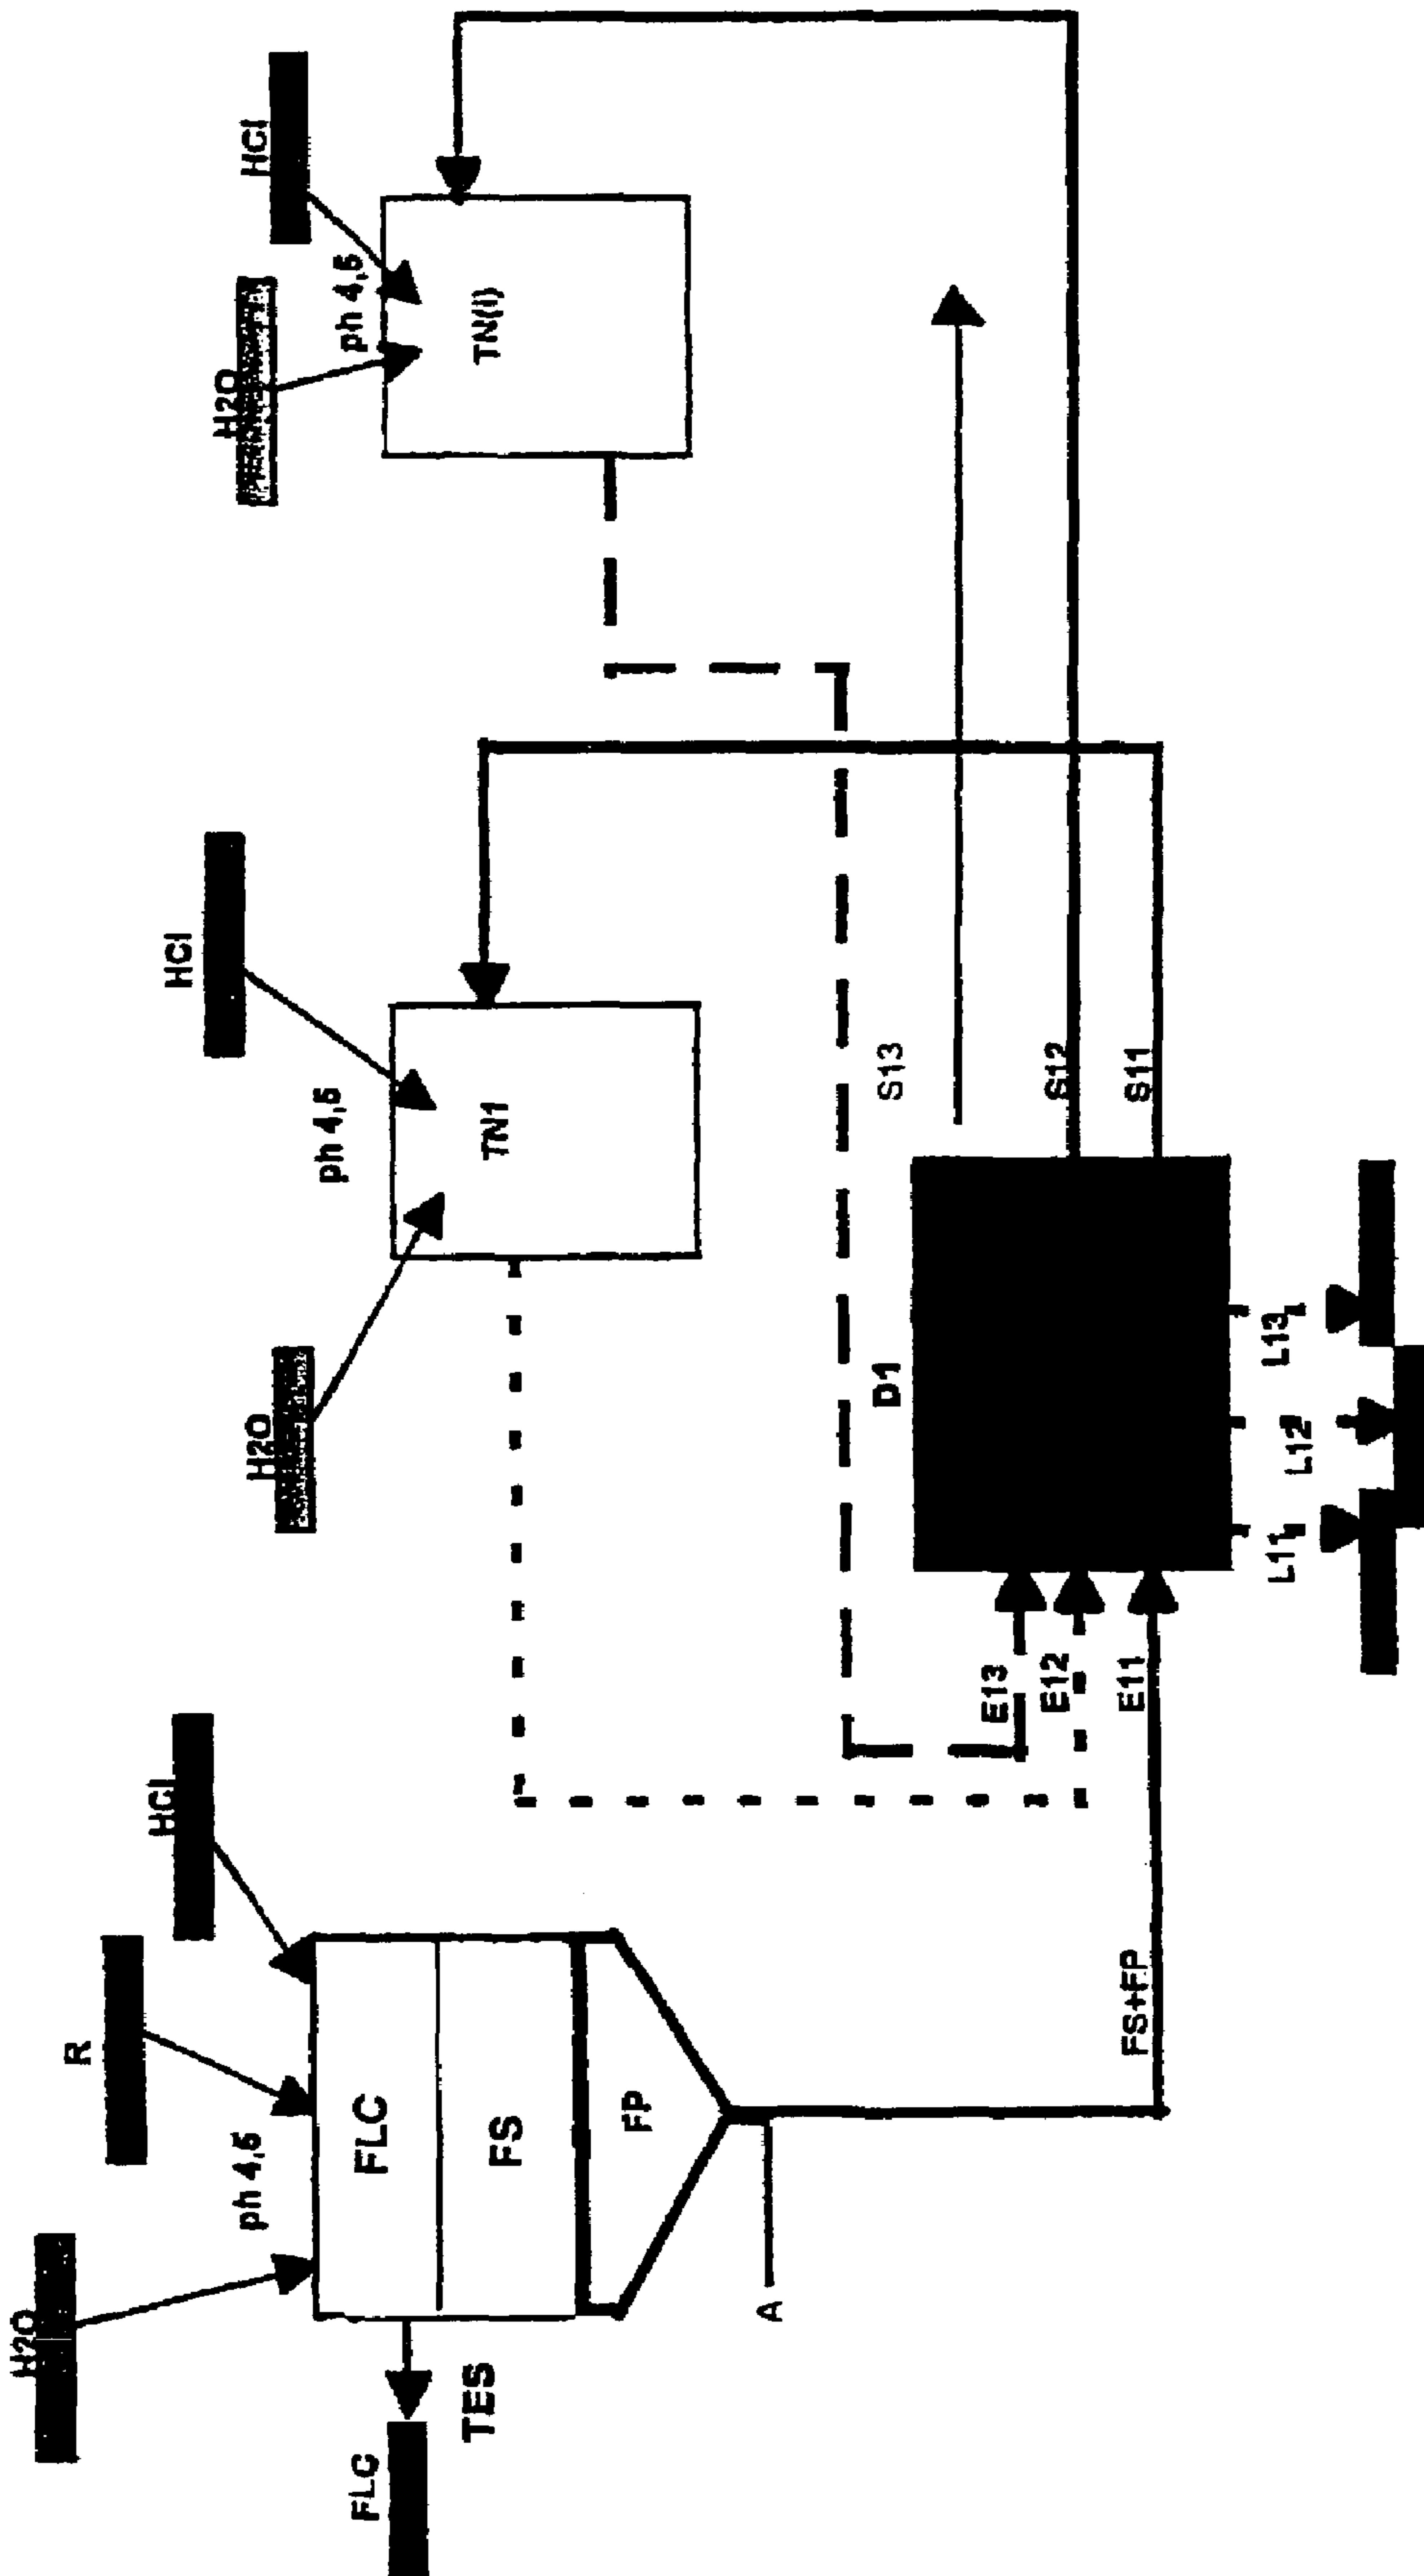 H2O
R
HCl
ph 4,5
FLC
FS
FP
FLC
TES
A
FS+FP
H2O
HCl
ph 4,5
TN1
H2O
HCl
ph 4,5
TN(i)
D1
E13
E12
E11
S13
S12
S11
L11
L12
L13